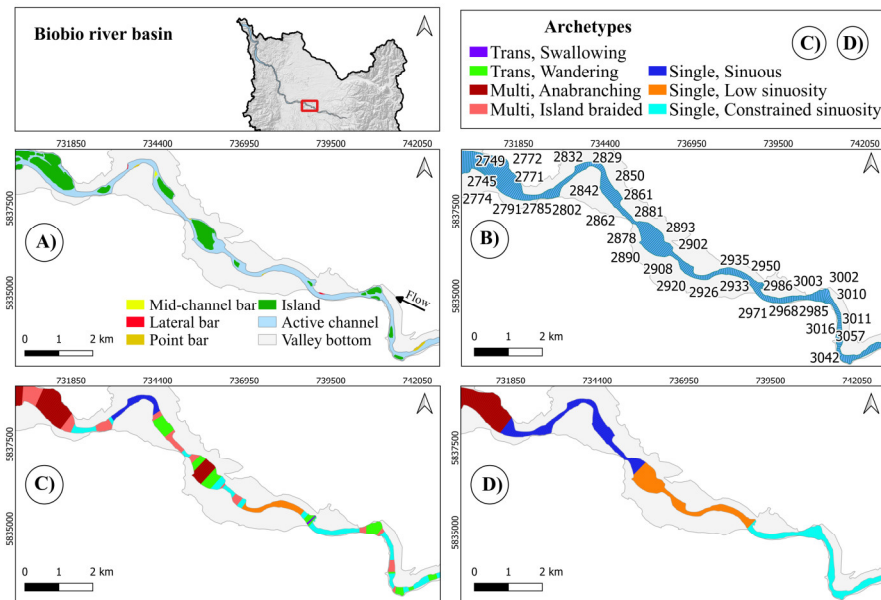 Biobio river basin
Archetypes
C) D)
Trans, Swallowing
Trans, Wandering
Multi, Anabranching
Multi, Island braided
Single, Sinuous
Single, Low sinuosity
Single, Constrained sinuosity
731850 734400 736950 739500 742050
5837500
5835000
A)
Flow
Mid-channel bar
Lateral bar
Point bar
Island
Active channel
Valley bottom
0 1 2 km
731850 734400 736950 739500 742050
5837500
5835000
2749 2772 2832 2829
2745 2771 2850
2774 2842 2861
2791 2785 2802 2862 2881
2878 2893
2890 2902
2908 2935 2950
2920 2926 2933 2986 3003 3002
2971 2968 2985 3010
3011
3016 3057
3042
B)
0 1 2 km
731850 734400 736950 739500 742050
5837500
5835000
C)
0 1 2 km
731850 734400 736950 739500 742050
5837500
5835000
D)
0 1 2 km